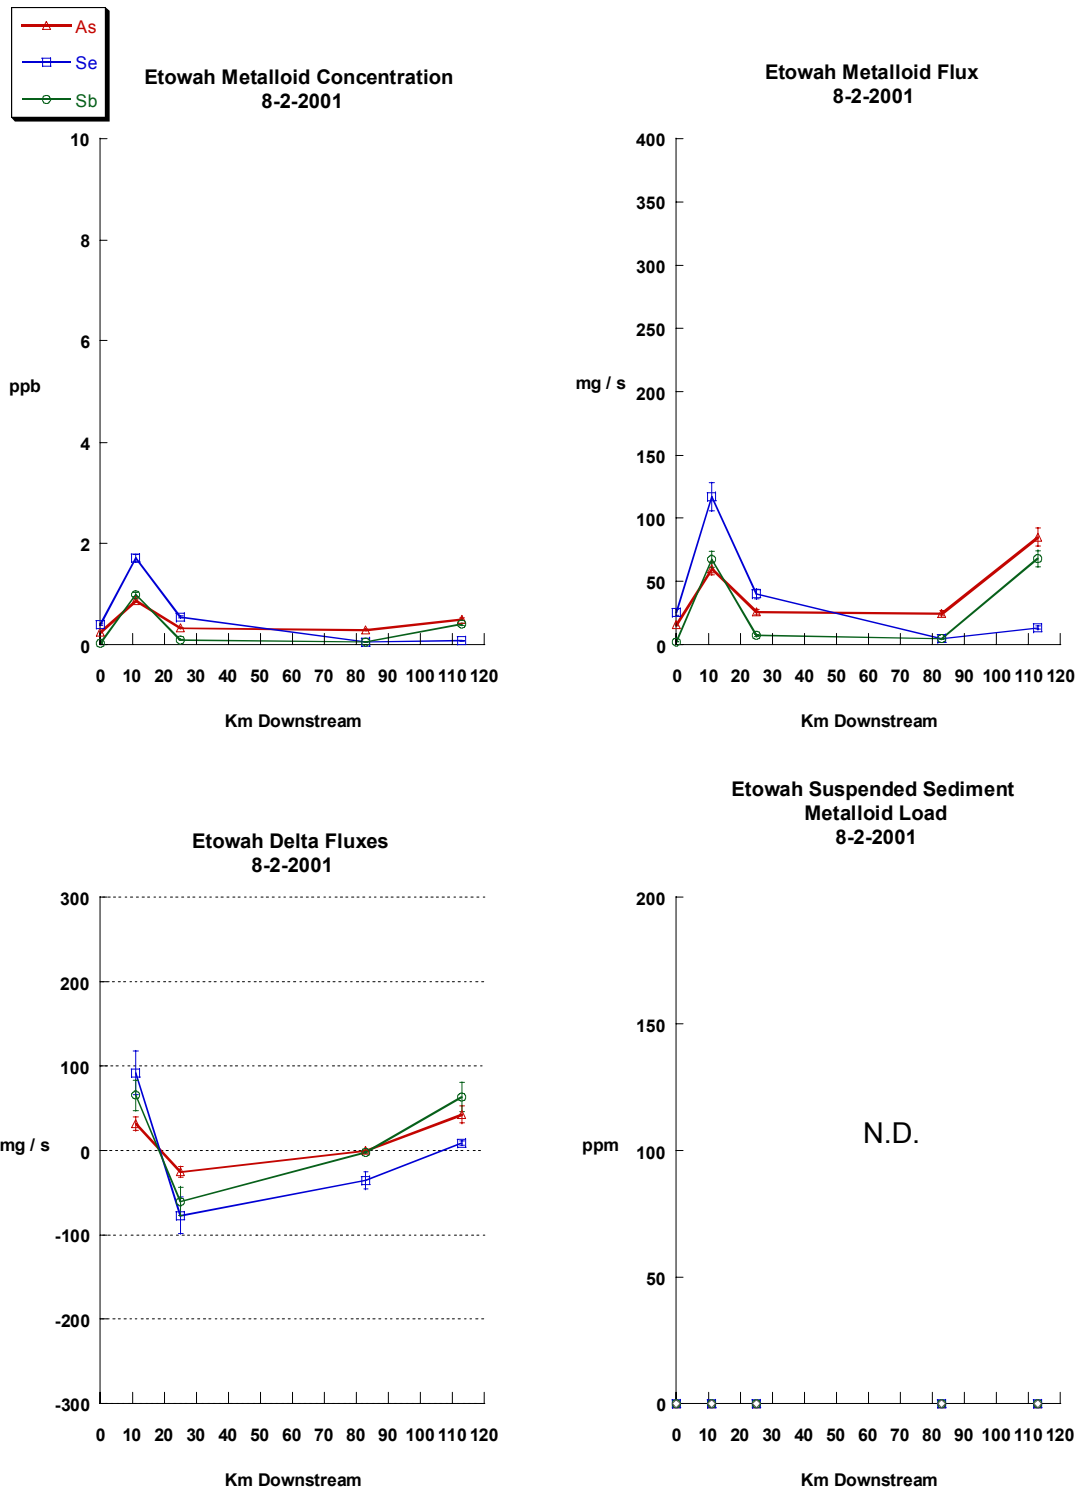 As
Se
Sb
Etowah Metalloid Concentration
8-2-2001
10
8
6
ppb
4
2
0
0 10 20 30 40 50 60 70 80 90 100 110 120
Km Downstream
Etowah Metalloid Flux
8-2-2001
400
350
300
250
mg / s
200
150
100
50
0
0 10 20 30 40 50 60 70 80 90 100 110 120
Km Downstream
Etowah Delta Fluxes
8-2-2001
300
200
100
mg / s
0
-100
-200
-300
0 10 20 30 40 50 60 70 80 90 100 110 120
Km Downstream
Etowah Suspended Sediment
Metalloid Load
8-2-2001
200
150
N.D.
ppm
100
50
0
0 10 20 30 40 50 60 70 80 90 100 110 120
Km Downstream